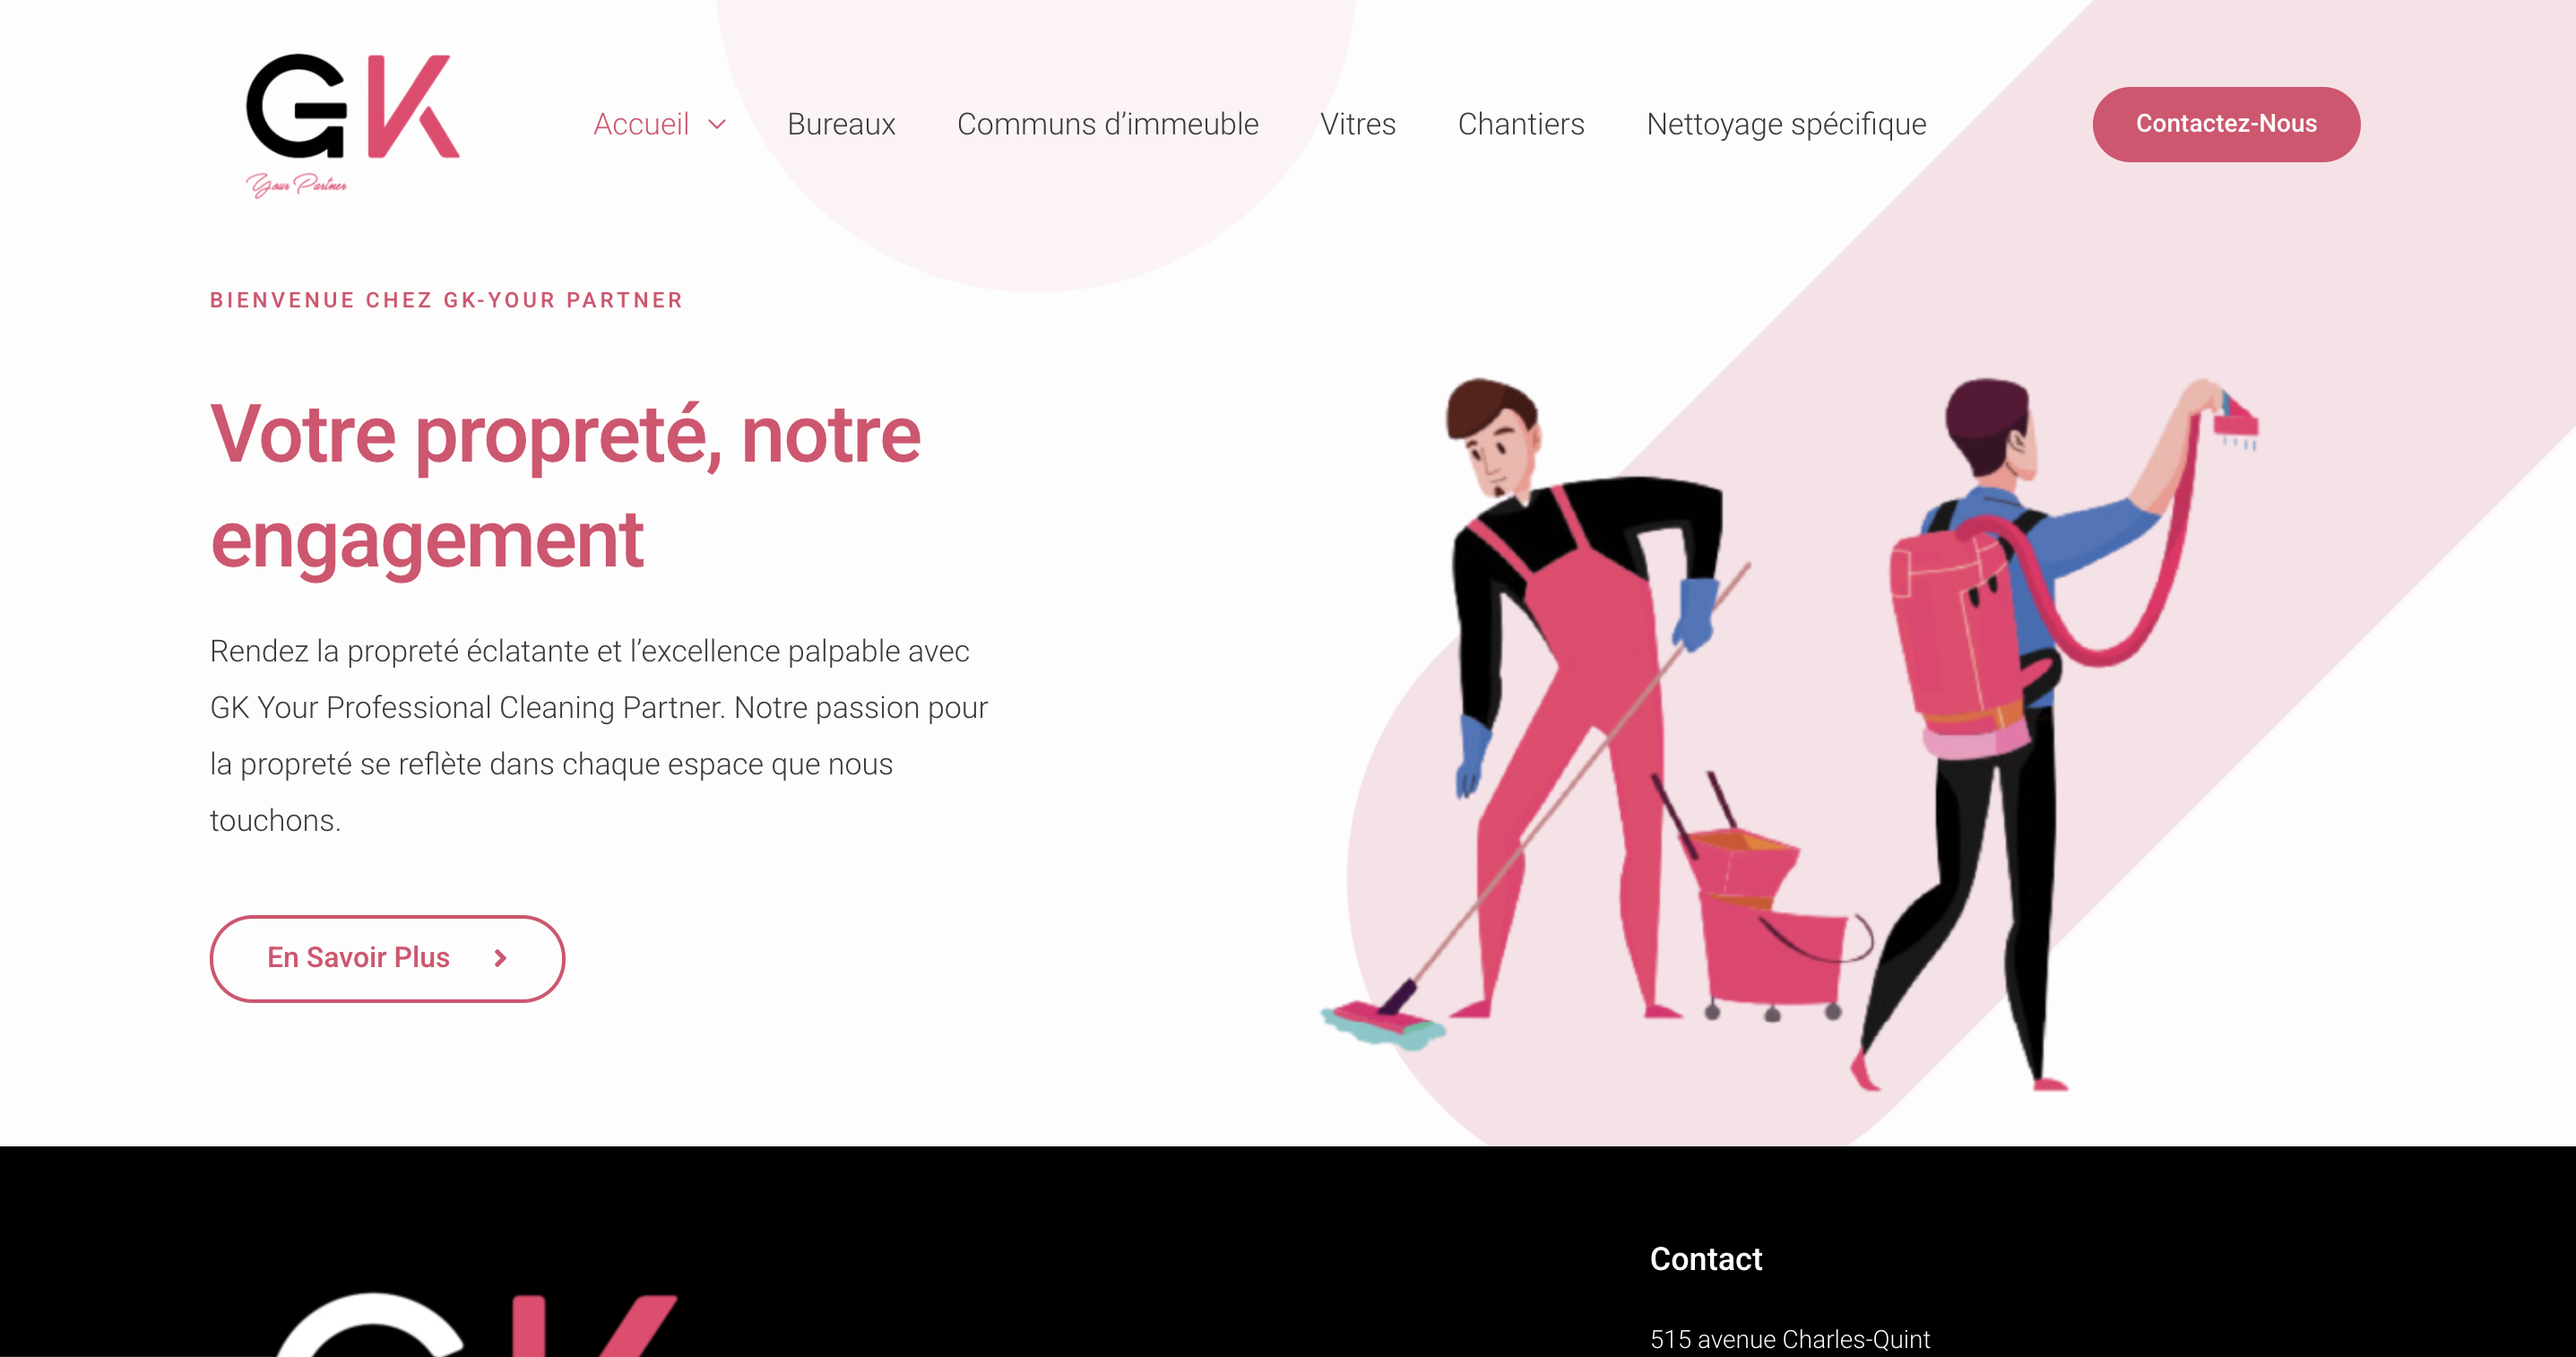 GK
Your Partner
Accueil
Bureaux
Communs d’immeuble
Vitres
Chantiers
Nettoyage spécifique
Contactez-Nous
BIENVENUE CHEZ GK-YOUR PARTNER
Votre propreté, notre
engagement
Rendez la propreté éclatante et l’excellence palpable avec
GK Your Professional Cleaning Partner. Notre passion pour
la propreté se reflète dans chaque espace que nous
touchons.
En Savoir Plus
GK
Contact
515 avenue Charles-Quint